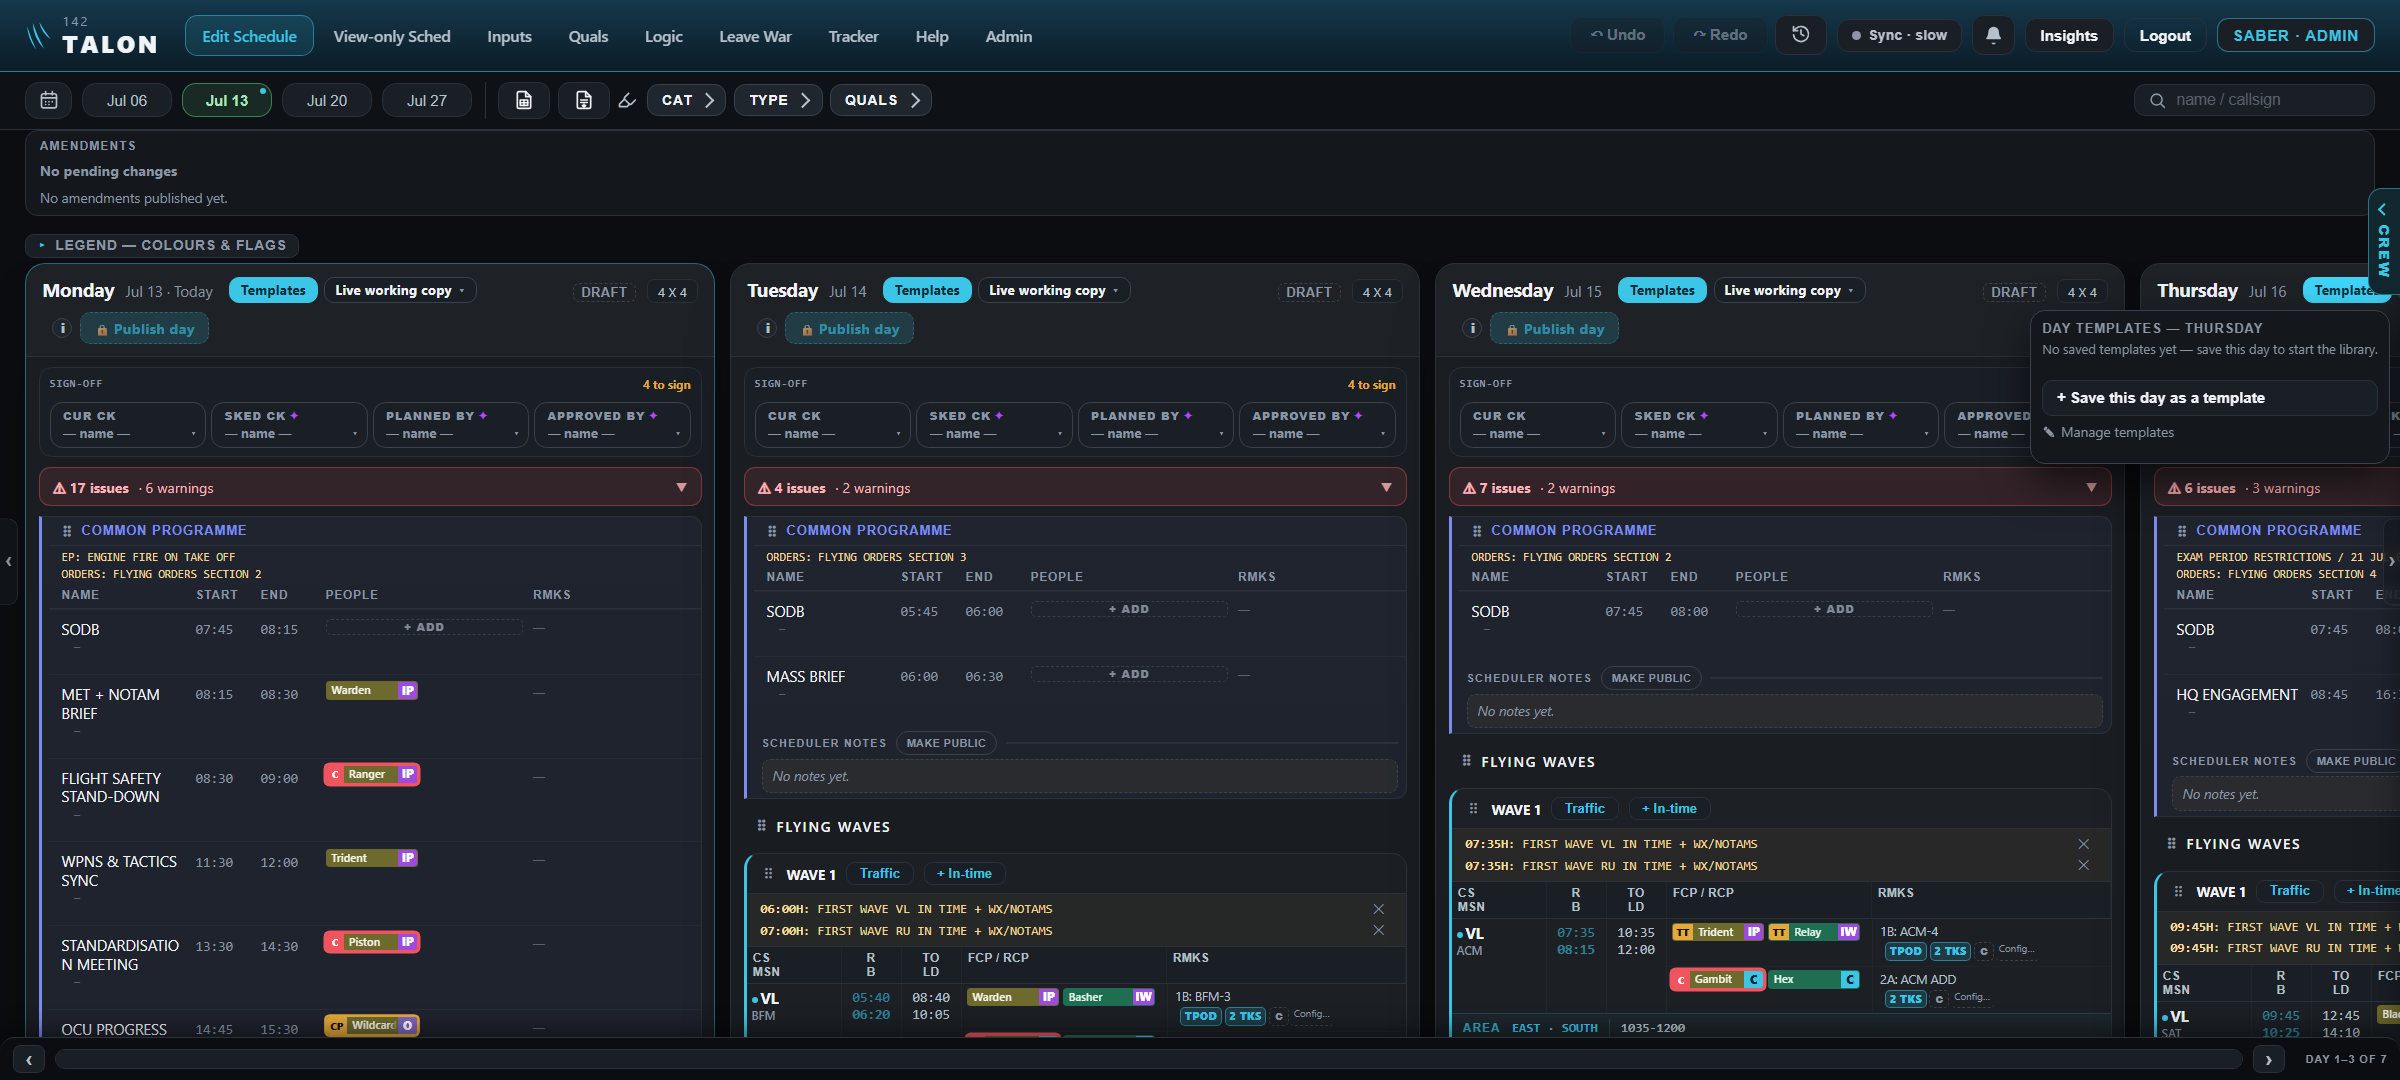 142
TALON
Edit Schedule
View-only Sched
Inputs
Quals
Logic
Leave War
Tracker
Help
Admin
Undo
Redo
Sync · slow
Insights
Logout
SABER · ADMIN
Jul 06
Jul 13
Jul 20
Jul 27
CAT
TYPE
QUALS
name / callsign
AMENDMENTS
No pending changes
No amendments published yet.
CREW
LEGEND — COLOURS & FLAGS
Monday Jul 13 · Today Templates Live working copy DRAFT 4 X 4
i Publish day
SIGN-OFF 4 to sign
CUR CK SKED CK PLANNED BY APPROVED BY
— name — — name — — name — — name —
17 issues · 6 warnings
COMMON PROGRAMME
EP: ENGINE FIRE ON TAKE OFF
ORDERS: FLYING ORDERS SECTION 2
NAME START END PEOPLE RMKS
SODB 07:45 08:15 + ADD —
–
MET + NOTAM BRIEF 08:15 08:30 Warden IP —
–
FLIGHT SAFETY STAND-DOWN 08:30 09:00 C Ranger IP —
–
WPNS & TACTICS SYNC 11:30 12:00 Trident IP —
–
STANDARDISATIO
N MEETING 13:30 14:30 C Piston IP —
–
OCU PROGRESS 14:45 15:30 CP Wildcard O —
Tuesday Jul 14 Templates Live working copy DRAFT 4 X 4
i Publish day
SIGN-OFF 4 to sign
CUR CK SKED CK PLANNED BY APPROVED BY
— name — — name — — name — — name —
4 issues · 2 warnings
COMMON PROGRAMME
ORDERS: FLYING ORDERS SECTION 3
NAME START END PEOPLE RMKS
SODB 05:45 06:00 + ADD —
–
MASS BRIEF 06:00 06:30 + ADD —
–
SCHEDULER NOTES MAKE PUBLIC
No notes yet.
FLYING WAVES
WAVE 1 Traffic + In-time
06:00H: FIRST WAVE VL IN TIME + WX/NOTAMS
07:00H: FIRST WAVE RU IN TIME + WX/NOTAMS
CS R TO FCP / RCP RMKS
MSN B LD
VL 05:40 08:40 Warden IP Basher IW 1B: BFM-3
BFM 06:20 10:05 TPOD 2 TKS C Config...
Wednesday Jul 15 Templates Live working copy DRAFT 4 X 4
i Publish day
SIGN-OFF
CUR CK SKED CK PLANNED BY APPROVED
— name — — name — — name — — name —
7 issues · 2 warnings
COMMON PROGRAMME
ORDERS: FLYING ORDERS SECTION 2
NAME START END PEOPLE RMKS
SODB 07:45 08:00 + ADD —
–
SCHEDULER NOTES MAKE PUBLIC
No notes yet.
FLYING WAVES
WAVE 1 Traffic + In-time
07:35H: FIRST WAVE VL IN TIME + WX/NOTAMS
07:35H: FIRST WAVE RU IN TIME + WX/NOTAMS
CS R TO FCP / RCP RMKS
MSN B LD
VL 07:35 10:35 TT Trident IP TT Relay IW 1B: ACM-4
ACM 08:15 12:00 TPOD 2 TKS C Config...
C Gambit C Hex C 2A: ACM ADD
2 TKS C Config...
AREA EAST · SOUTH 1035-1200
Thursday Jul 16 Templates
DAY TEMPLATES — THURSDAY
No saved templates yet — save this day to start the library.
+ Save this day as a template
Manage templates
6 issues · 3 warnings
COMMON PROGRAMME
EXAM PERIOD RESTRICTIONS / 21 JU
ORDERS: FLYING ORDERS SECTION 4
NAME START
SODB 07:45 08:
–
HQ ENGAGEMENT 08:45 16:
–
SCHEDULER NOTES MAKE PUBLIC
No notes yet.
FLYING WAVES
WAVE 1 Traffic + In-time
09:45H: FIRST WAVE VL IN TIME +
09:45H: FIRST WAVE RU IN TIME +
CS R TO FCP
MSN B LD
VL 09:45 12:45 Bla
SAT 10:25 14:10
DAY 1–3 OF 7